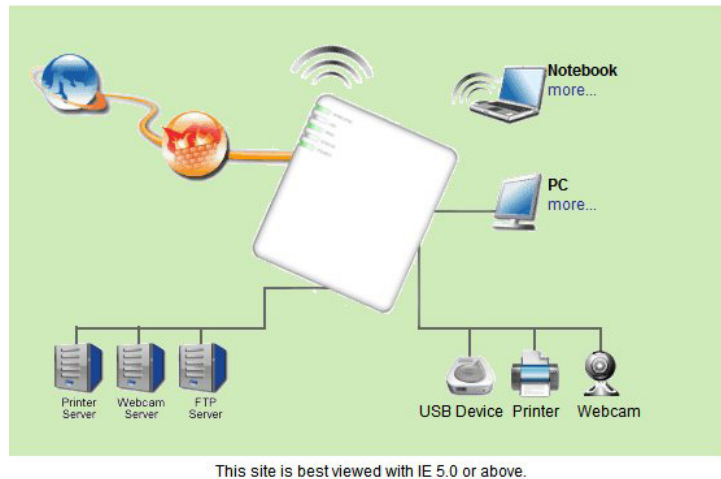 Notebook
more...
PC
more...
Printer
Server
Webcam
Server
FTP
Server
USB Device
Printer
Webcam
This site is best viewed with IE 5.0 or above.